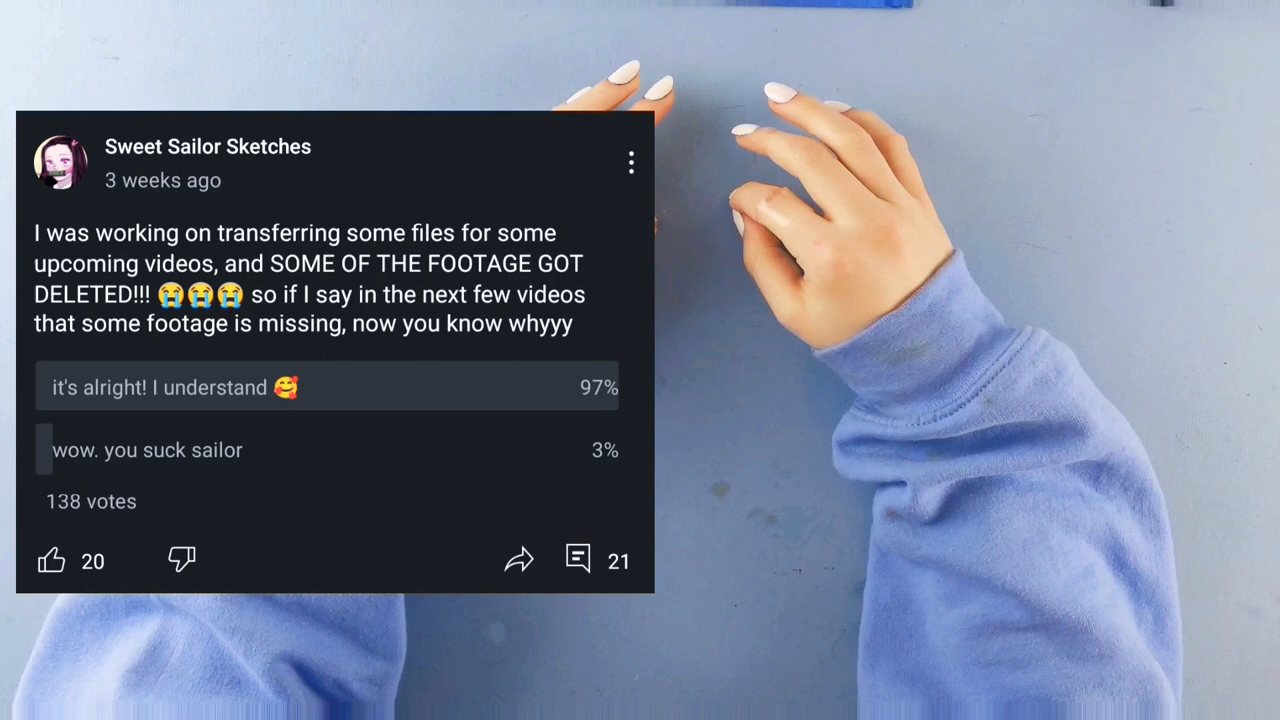 Sweet Sailor Sketches
3 weeks ago
I was working on transferring some files for some
upcoming videos, and SOME OF THE FOOTAGE GOT
DELETED!!! 😭😭😭 so if I say in the next few videos
that some footage is missing, now you know whyyy
it's alright! I understand 🥰 97%
wow. you suck sailor 3%
138 votes
20 21